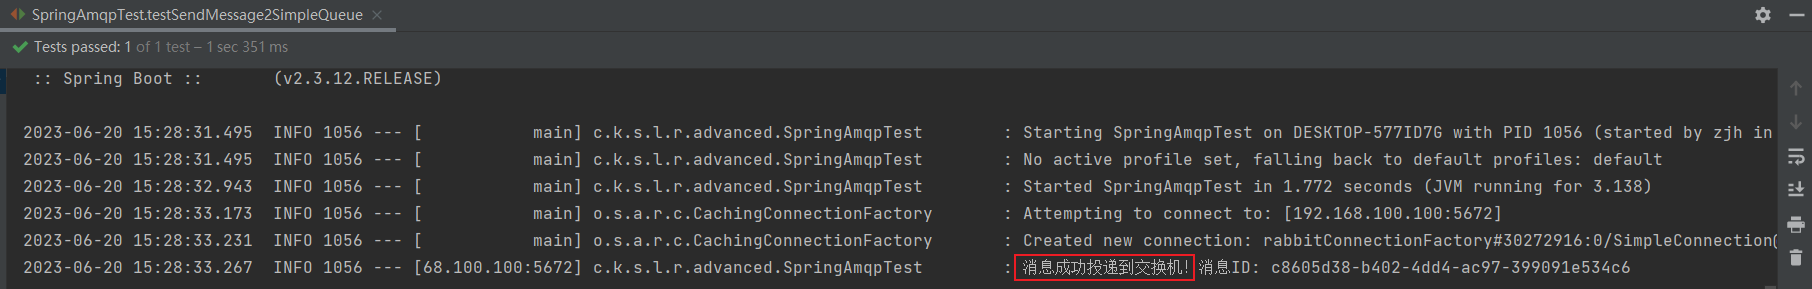 SpringAmqpTest.testSendMessage2SimpleQueue
Tests passed: 1 of 1 test – 1 sec 351 ms
:: Spring Boot ::        (v2.3.12.RELEASE)
2023-06-20 15:28:31.495  INFO 1056 --- [           main] c.k.s.l.r.advanced.SpringAmqpTest        : Starting SpringAmqpTest on DESKTOP-577ID7G with PID 1056 (started by zjh in
2023-06-20 15:28:31.495  INFO 1056 --- [           main] c.k.s.l.r.advanced.SpringAmqpTest        : No active profile set, falling back to default profiles: default
2023-06-20 15:28:32.943  INFO 1056 --- [           main] c.k.s.l.r.advanced.SpringAmqpTest        : Started SpringAmqpTest in 1.772 seconds (JVM running for 3.138)
2023-06-20 15:28:33.173  INFO 1056 --- [           main] o.s.a.r.c.CachingConnectionFactory       : Attempting to connect to: [192.168.100.100:5672]
2023-06-20 15:28:33.231  INFO 1056 --- [           main] o.s.a.r.c.CachingConnectionFactory       : Created new connection: rabbitConnectionFactory#30272916:0/SimpleConnection@
2023-06-20 15:28:33.267  INFO 1056 --- [68.100.100:5672] c.k.s.l.r.advanced.SpringAmqpTest        : 消息成功投递到交换机！消息ID: c8605d38-b402-4dd4-ac97-399091e534c6